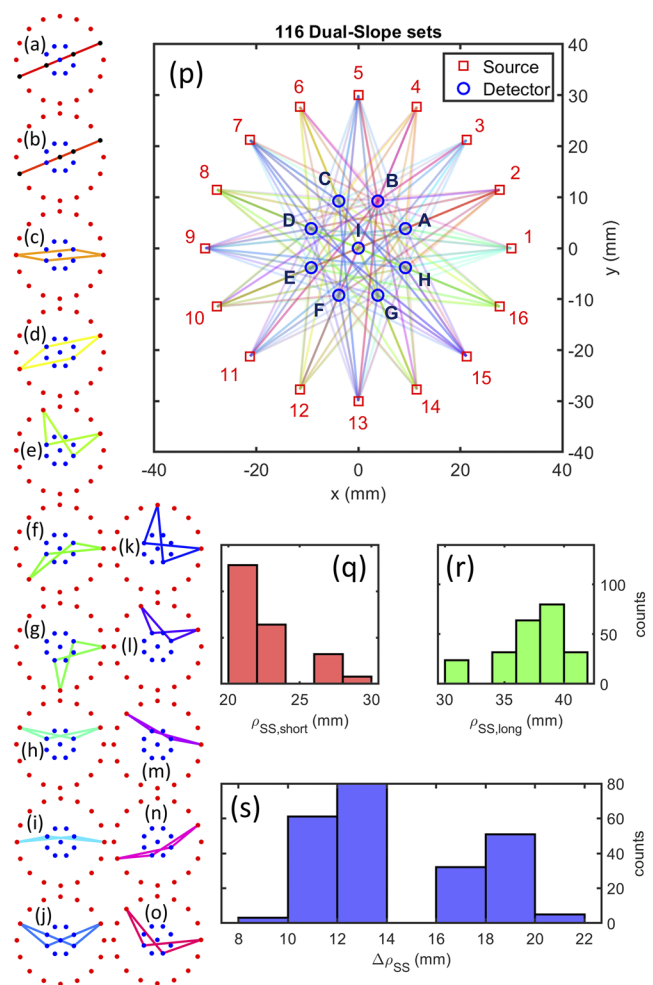 116 Dual-Slope sets
(a)
(b)
(c)
(d)
(e)
(f)
(g)
(h)
(i)
(j)
(k)
(l)
(m)
(n)
(o)
(p)
Source
Detector
1
2
3
4
5
6
7
8
9
10
11
12
13
14
15
16
A
B
C
D
E
F
G
H
I
40
30
20
10
0
-10
-20
-30
-40
y (mm)
-40
-20
0
20
40
x (mm)
(q)
20
25
30
ρSS,short (mm)
(r)
100
50
0
counts
30
35
40
ρSS,long (mm)
(s)
80
60
40
20
0
counts
8
10
12
14
16
18
20
22
ΔρSS (mm)